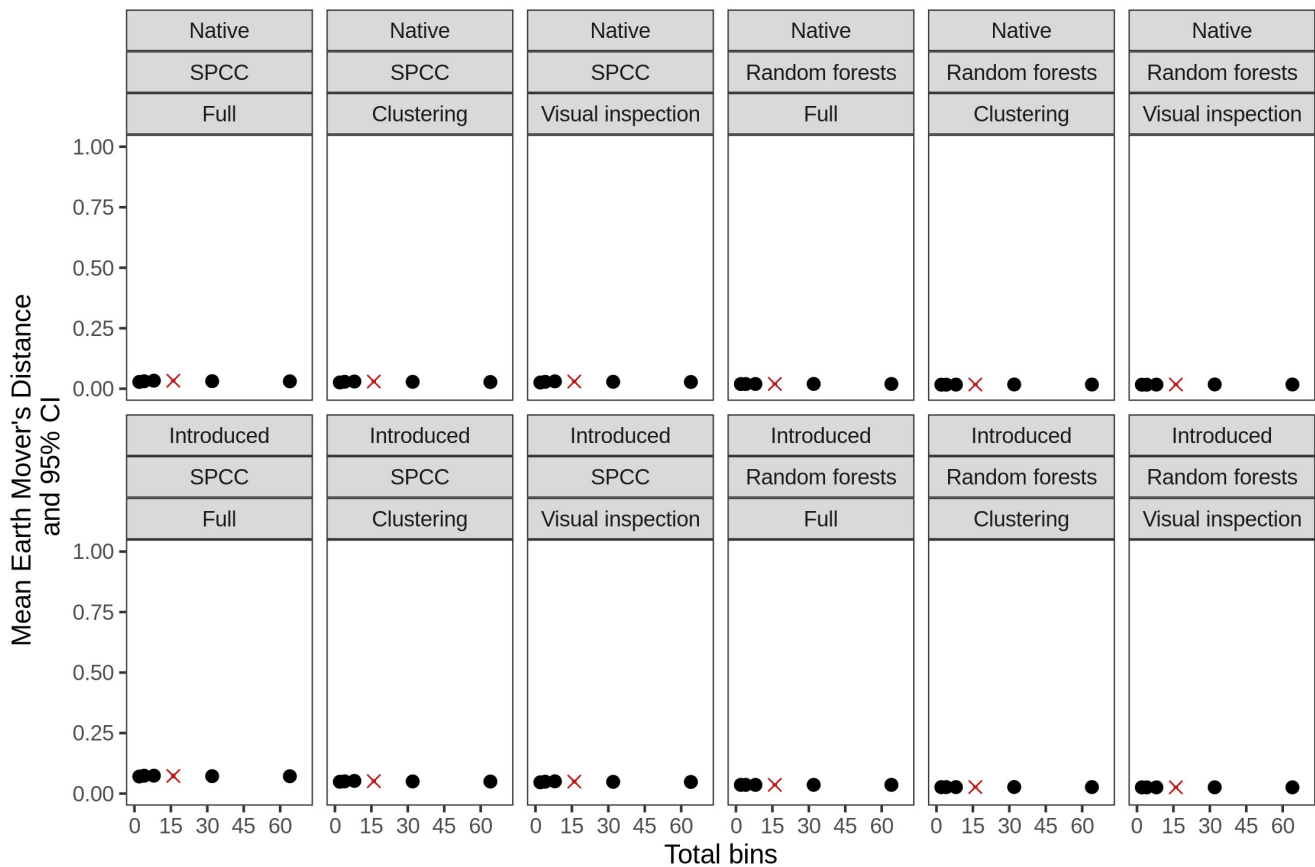 Native Native Native Native Native Native
SPCC SPCC SPCC Random forests Random forests Random forests
Full Clustering Visual inspection Full Clustering Visual inspection
1.00
0.75
0.50
0.25
0.00
Mean Earth Mover's Distance
and 95% CI
Introduced Introduced Introduced Introduced Introduced Introduced
SPCC SPCC SPCC Random forests Random forests Random forests
Full Clustering Visual inspection Full Clustering Visual inspection
1.00
0.75
0.50
0.25
0.00
0 15 30 45 60 0 15 30 45 60 0 15 30 45 60 0 15 30 45 60 0 15 30 45 60 0 15 30 45 60
Total bins